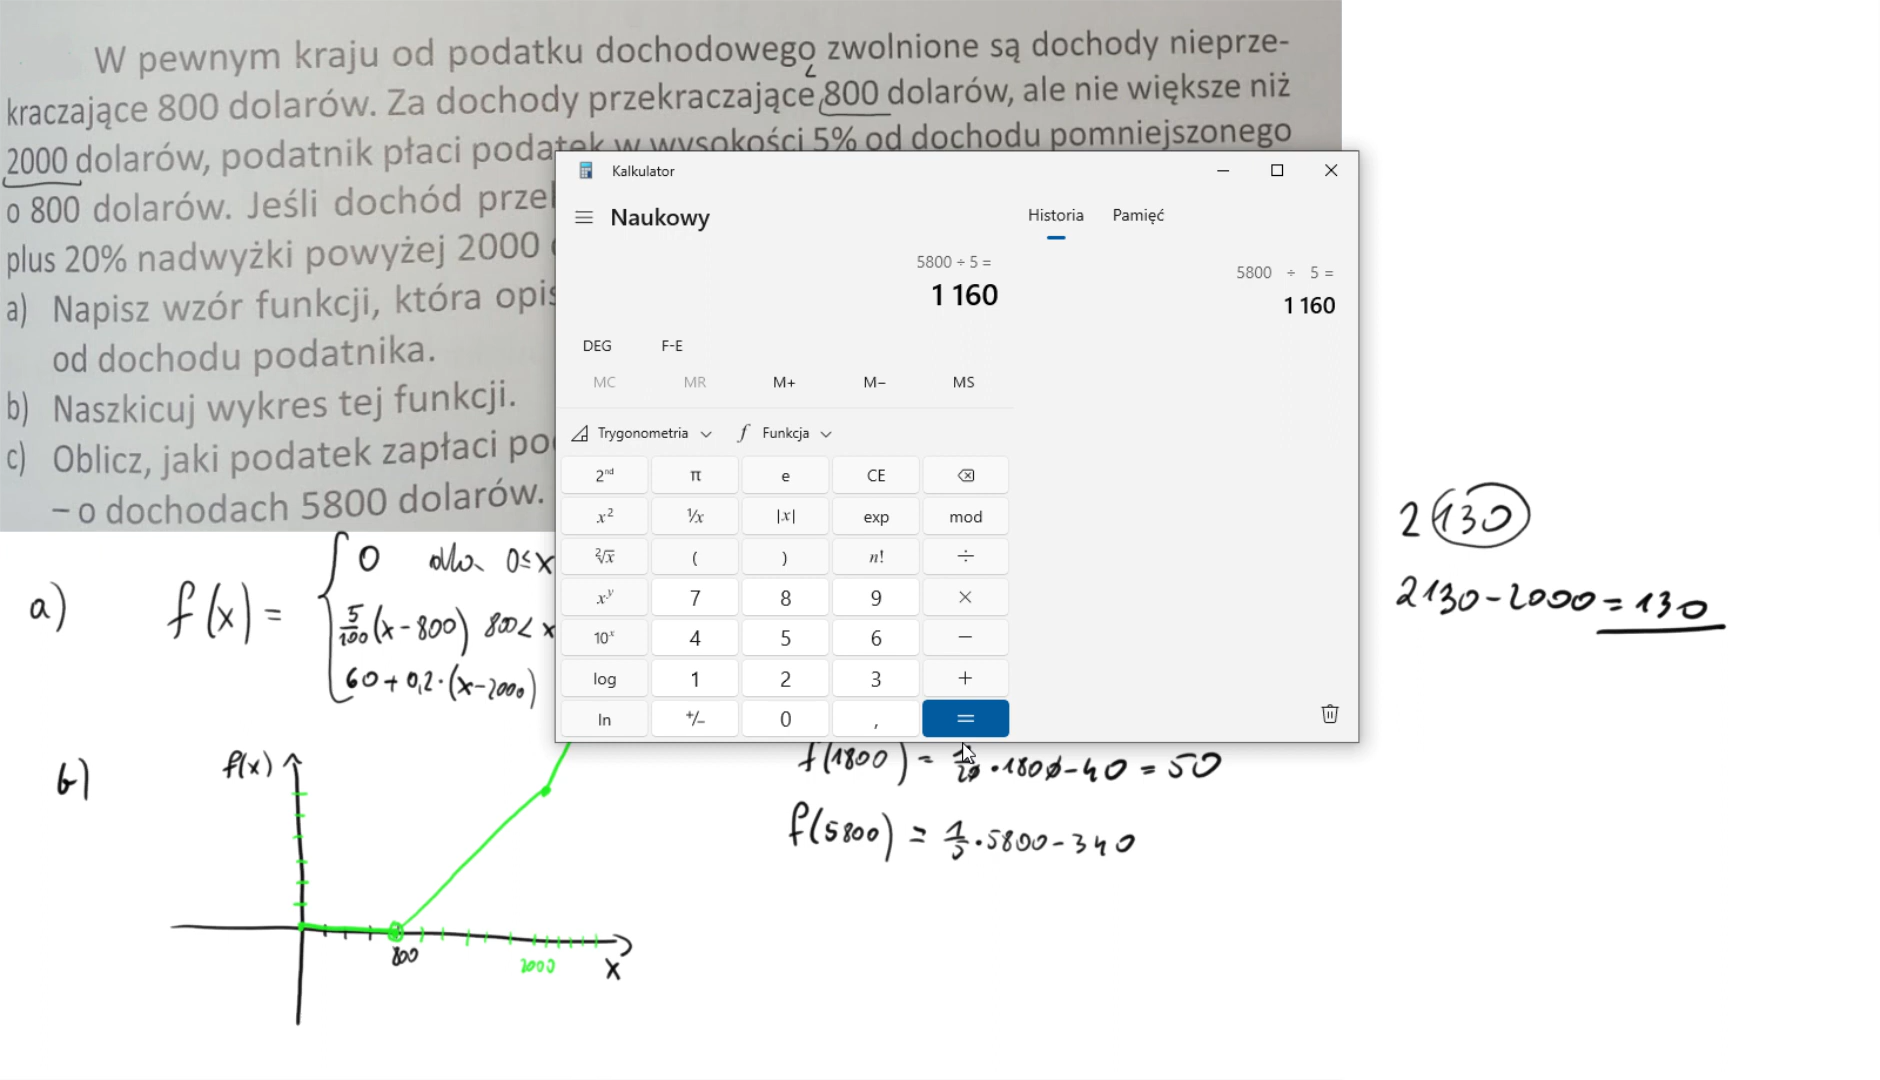 W pewnym kraju od podatku dochodowego zwolnione są dochody nieprze-
kraczające 800 dolarów. Za dochody przekraczające 800 dolarów, ale nie większe niż
2000 dolarów, podatnik płaci podatek w wysokości 5% od dochodu pomniejszonego
o 800 dolarów. Jeśli dochód przek
plus 20% nadwyżki powyżej 2000
a) Napisz wzór funkcji, która opis
od dochodu podatnika.
b) Naszkicuj wykres tej funkcji.
c) Oblicz, jaki podatek zapłaci po
– o dochodach 5800 dolarów.
Kalkulator
Naukowy
Historia Pamięć
5800 ÷ 5 =
1 160
5800 ÷ 5 =
1 160
DEG F-E
MC MR M+ M− MS
Trygonometria f Funkcja
2nd π e CE
x² ¹/x |x| exp mod
²√x ( ) n! ÷
xʸ 7 8 9 ×
10ˣ 4 5 6 −
log 1 2 3 +
ln +/− 0 , =
2130
2130-2000=130
a) f(x) =
0 dla 0≤x
5/100(x-800) 800<x
60+0,2·(x-2000)
b) f(x)
800 2000 x
f(1800) = 1/20·1800-40=50
f(5800) = 1/5·5800-340